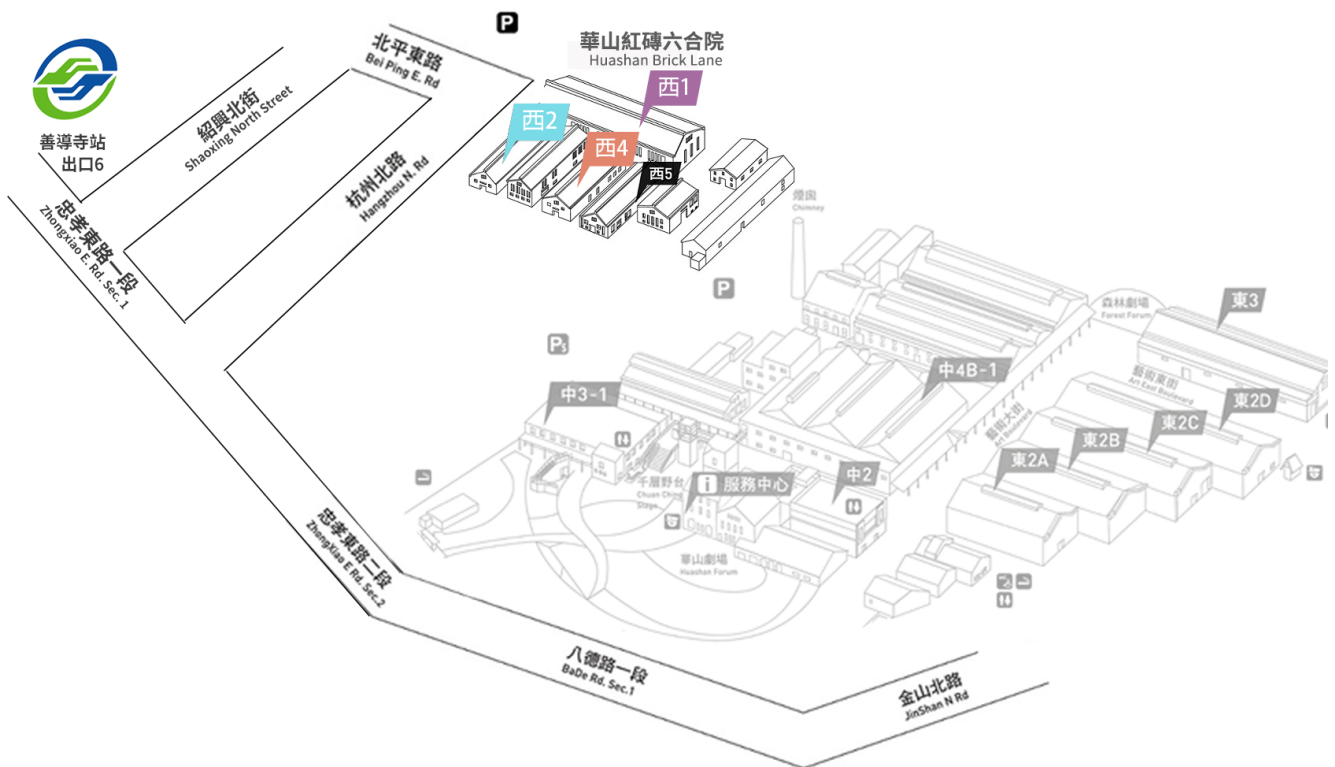 P
北平東路
Bei Ping E. Rd
華山紅磚六合院
Huashan Brick Lane
西1
西2
西4
西5
善導寺站
出口6
紹興北街
Shaoxing North Street
杭州北路
Hangzhou N. Rd
忠孝東路一段
Zhongxiao E. Rd. Sec. 1
煙囪
Chimney
P
P5
森林劇場
Forest Forum
東3
藝術東街
Art East Boulevard
中4B-1
中3-1
東2D
東2C
東2B
東2A
藝術大街
Art Boulevard
千層野台
Chuan Ching
Stage
i 服務中心
中2
華山劇場
Huashan Forum
忠孝東路二段
ZhongXiao E Rd. Sec.2
八德路一段
BaDe Rd. Sec.1
金山北路
JinShan N Rd